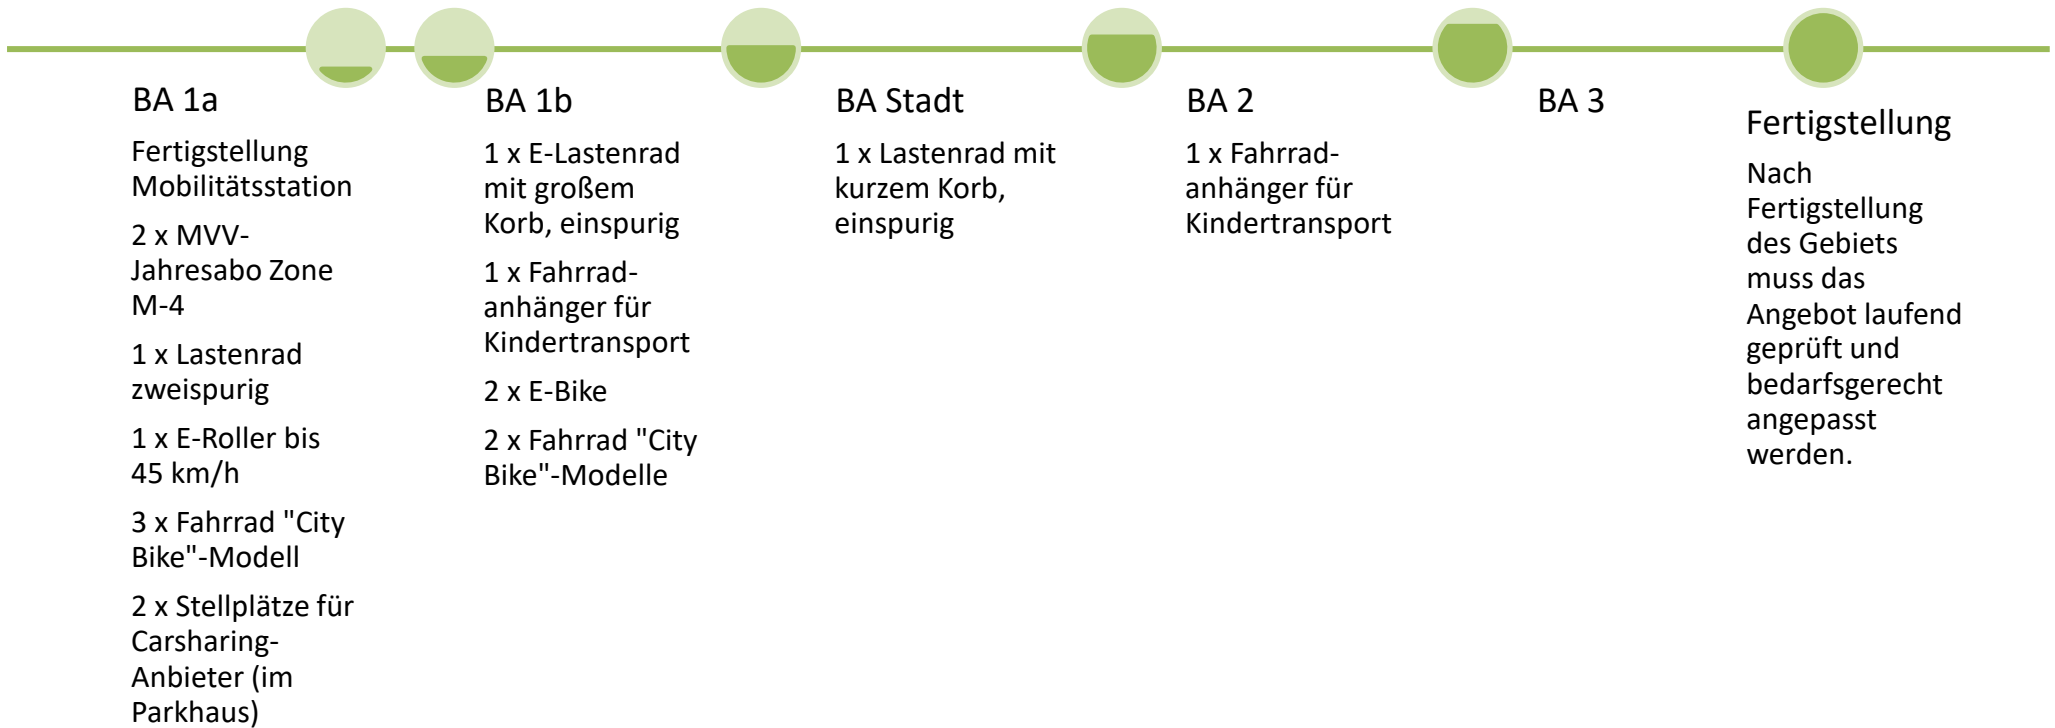 BA 1a
Fertigstellung
Mobilitätsstation
2 x MVV-
Jahresabo Zone
M-4
1 x Lastenrad
zweispurig
1 x E-Roller bis
45 km/h
3 x Fahrrad "City
Bike"-Modell
2 x Stellplätze für
Carsharing-
Anbieter (im
Parkhaus)
BA 1b
1 x E-Lastenrad
mit großem
Korb, einspurig
1 x Fahrrad-
anhänger für
Kindertransport
2 x E-Bike
2 x Fahrrad "City
Bike"-Modelle
BA Stadt
1 x Lastenrad mit
kurzem Korb,
einspurig
BA 2
1 x Fahrrad-
anhänger für
Kindertransport
BA 3
Fertigstellung
Nach
Fertigstellung
des Gebiets
muss das
Angebot laufend
geprüft und
bedarfsgerecht
angepasst
werden.